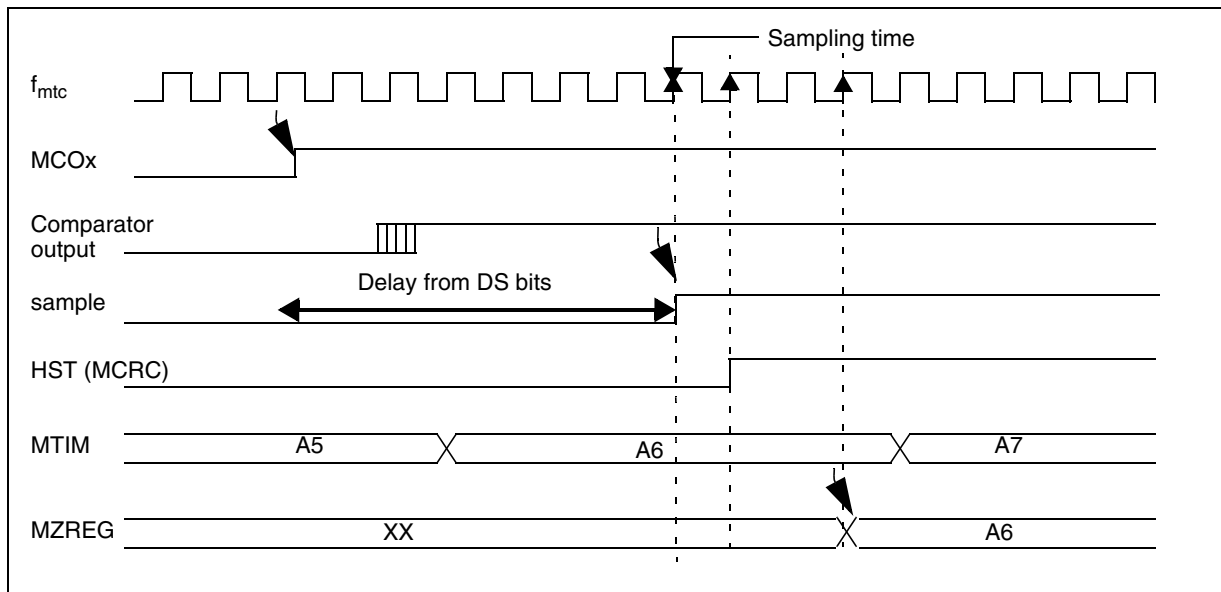 Sampling time
fmtc
MCOx
Comparator
output
Delay from DS bits
sample
HST (MCRC)
MTIM
A5
A6
A7
MZREG
XX
A6